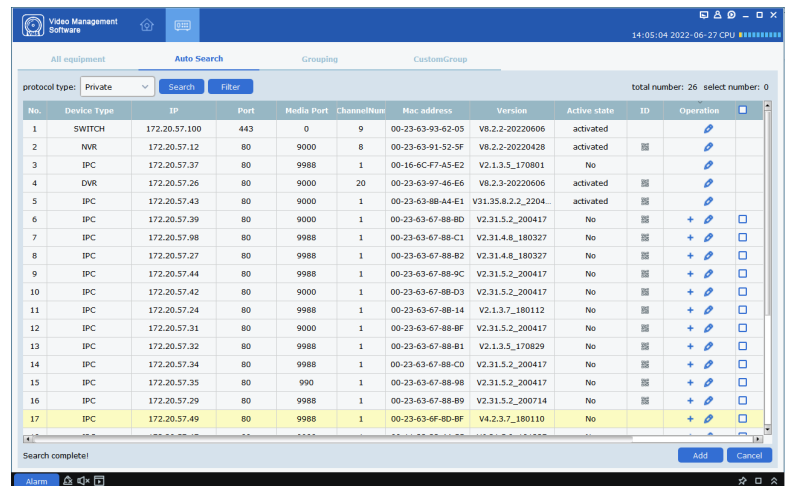 Video Management
Software
14:05:04 2022-06-27 CPU
All equipment Auto Search Grouping CustomGroup
protocol type: Private Search Filter total number: 26 select number: 0
No. Device Type IP Port Media Port ChannelNum Mac address Version Active state ID Operation
1 SWITCH 172.20.57.100 443 0 9 00-23-63-93-62-05 V8.2.2-20220606 activated
2 NVR 172.20.57.12 80 9000 8 00-23-63-91-52-5F V8.2.2-20220428 activated
3 IPC 172.20.57.37 80 9988 1 00-16-6C-F7-A5-E2 V2.1.3.5_170801 No
4 DVR 172.20.57.26 80 9000 20 00-23-63-97-46-E6 V8.2.3-20220606 activated
5 IPC 172.20.57.43 80 9000 1 00-23-63-8B-A4-E1 V31.35.8.2.2_2204... activated
6 IPC 172.20.57.39 80 9000 1 00-23-63-67-88-BD V2.31.5.2_200417 No
7 IPC 172.20.57.98 80 9988 1 00-23-63-67-88-C1 V2.31.4.8_180327 No
8 IPC 172.20.57.27 80 9988 1 00-23-63-67-88-B2 V2.31.4.8_180327 No
9 IPC 172.20.57.44 80 9988 1 00-23-63-67-88-9C V2.31.5.2_200417 No
10 IPC 172.20.57.42 80 9000 1 00-23-63-67-8B-D3 V2.31.5.2_200417 No
11 IPC 172.20.57.24 80 9988 1 00-23-63-67-8B-14 V2.1.3.7_180112 No
12 IPC 172.20.57.31 80 9000 1 00-23-63-67-88-BF V2.31.5.2_200417 No
13 IPC 172.20.57.32 80 9988 1 00-23-63-67-88-B1 V2.1.3.5_170829 No
14 IPC 172.20.57.34 80 9988 1 00-23-63-67-88-C0 V2.31.5.2_200417 No
15 IPC 172.20.57.35 80 990 1 00-23-63-67-88-98 V2.31.5.2_200417 No
16 IPC 172.20.57.29 80 9988 1 00-23-63-67-88-B9 V2.31.5.2_200714 No
17 IPC 172.20.57.49 80 9988 1 00-23-63-6F-8D-BF V4.2.3.7_180110 No
Search complete! Add Cancel
Alarm